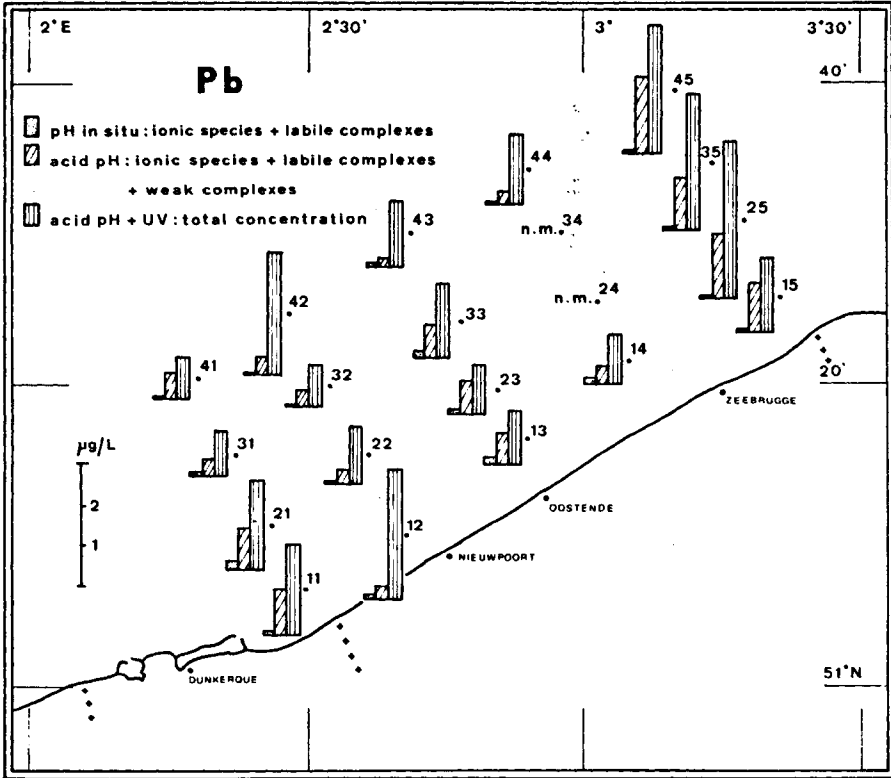 2°E
2°30'
3°
3°30'
40'
Pb
pH in situ : ionic species + labile complexes
acid pH : ionic species + labile complexes
+ weak complexes
acid pH + UV : total concentration
45
35
44
25
43
n.m. 34
42
n.m. 24
15
33
41
32
14
20'
23
ZEEBRUGGE
13
µg/L
31
22
2
OOSTENDE
21
12
1
NIEUWPOORT
11
DUNKERQUE
51°N